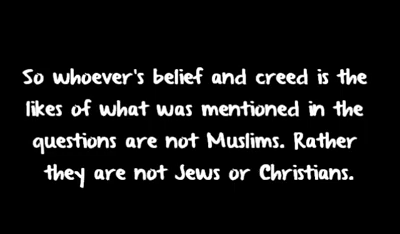 So whoever's belief and creed is the
likes of what was mentioned in the
questions are not Muslims. Rather
they are not Jews or Christians.